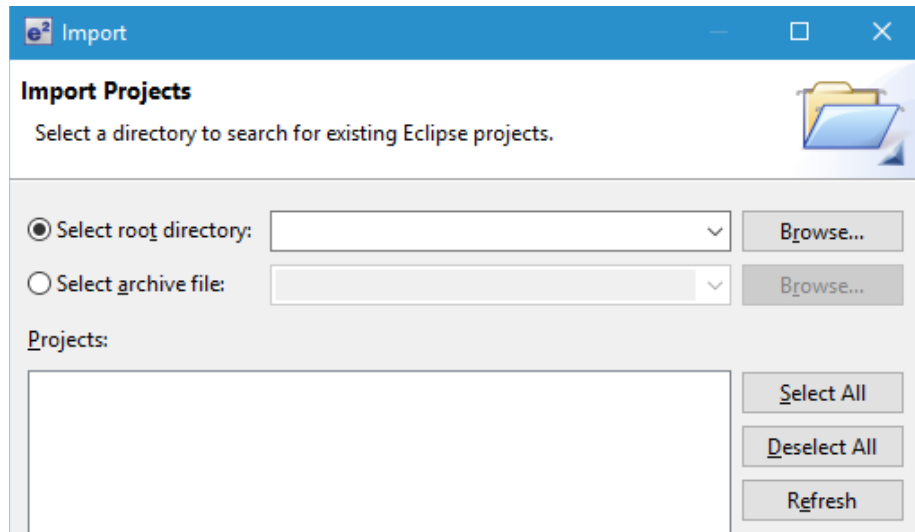 e² Import
Import Projects
Select a directory to search for existing Eclipse projects.
Select root directory: Browse...
Select archive file: Browse...
Projects:
Select All
Deselect All
Refresh